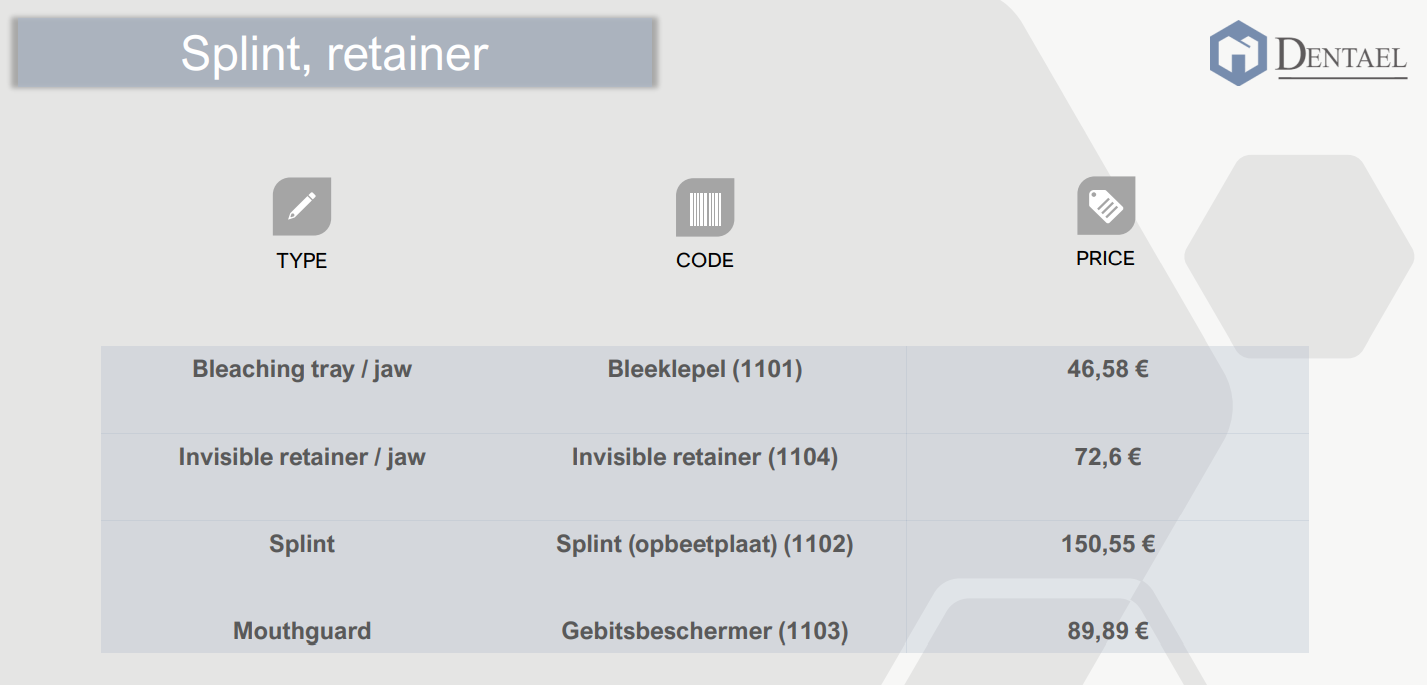 Splint, retainer
DENTAEL
TYPE
CODE
PRICE
Bleaching tray / jaw
Bleeklepel (1101)
46,58 €
Invisible retainer / jaw
Invisible retainer (1104)
72,6 €
Splint
Splint (opbeetplaat) (1102)
150,55 €
Mouthguard
Gebitsbeschermer (1103)
89,89 €